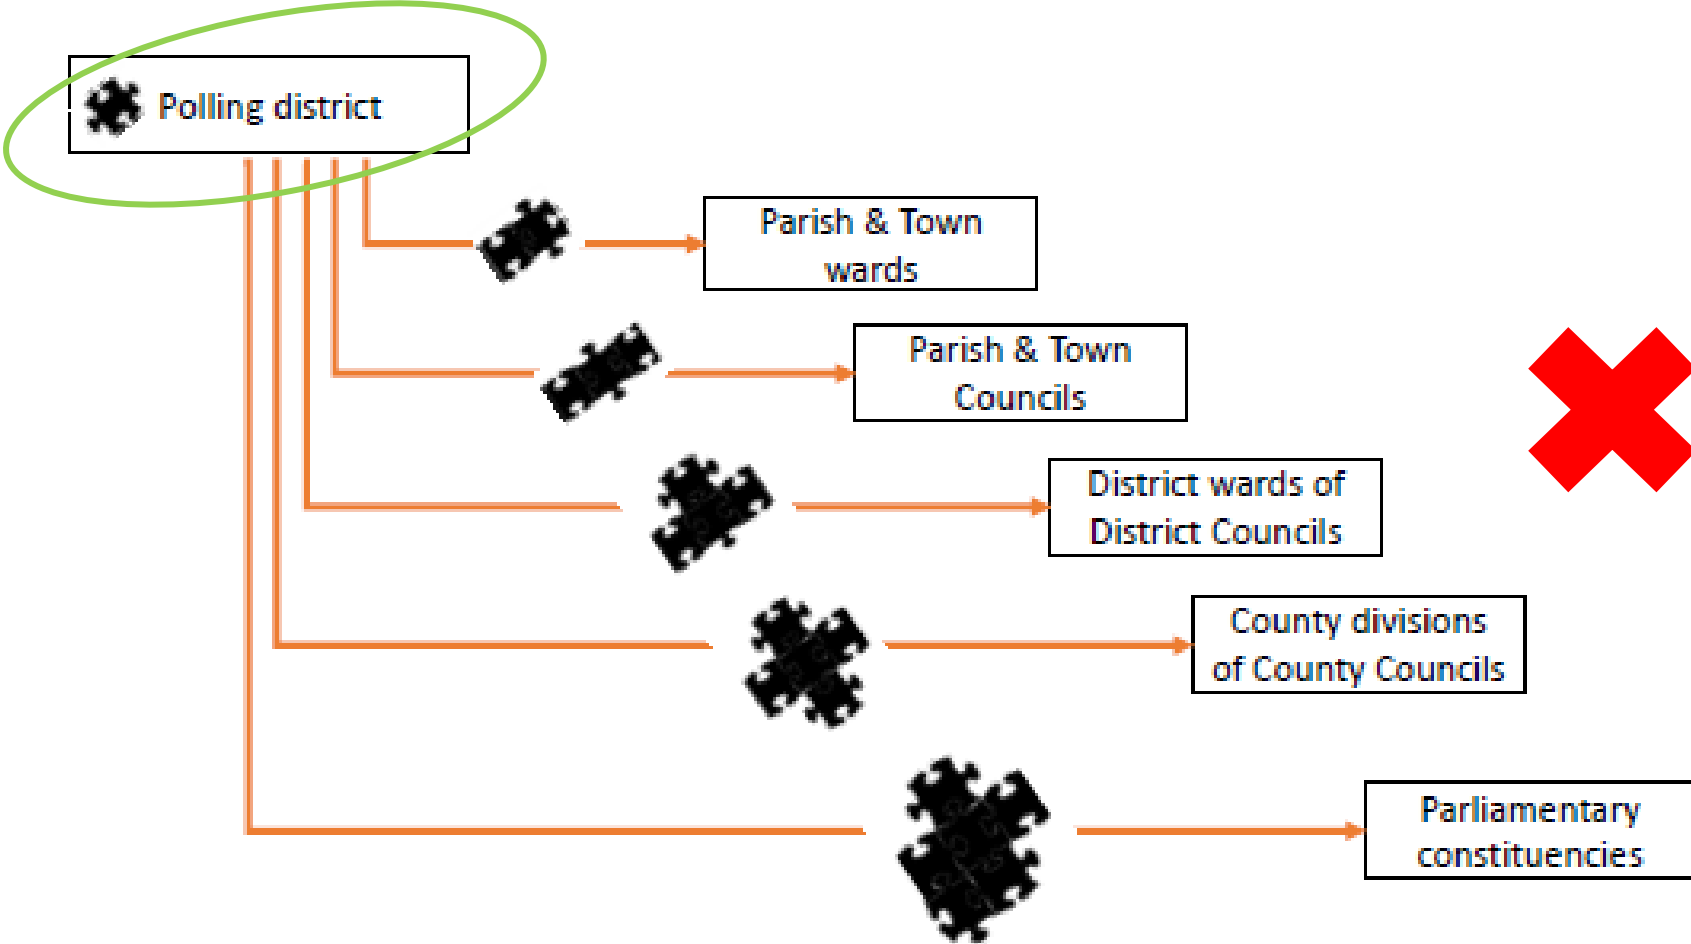 Polling district
Parish & Town
wards
Parish & Town
Councils
District wards of
District Councils
County divisions
of County Councils
Parliamentary
constituencies